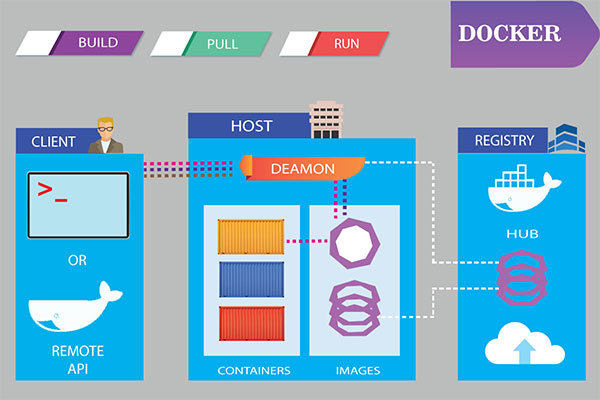 BUILD
PULL
RUN
DOCKER
CLIENT
HOST
REGISTRY
DEAMON
>_
OR
HUB
REMOTE
API
CONTAINERS
IMAGES